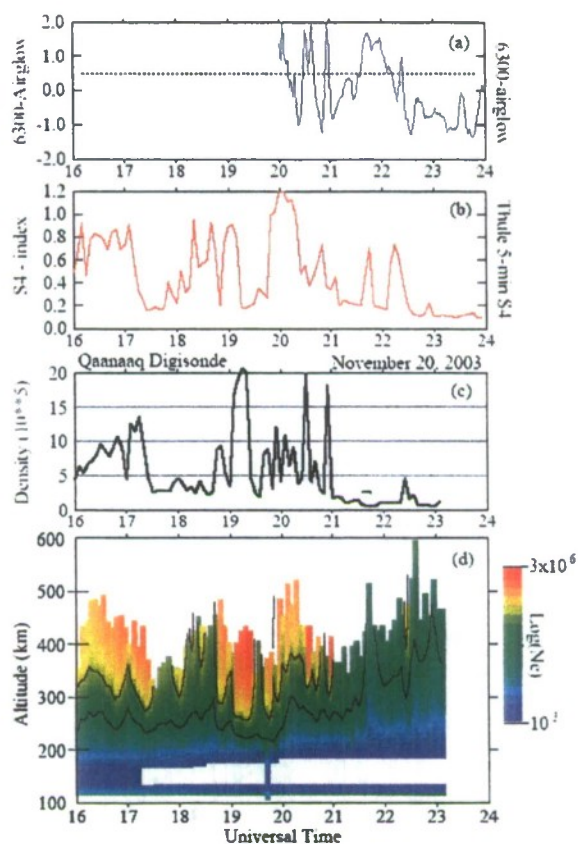 2.0
1.0
0.0
-1.0
-2.0
6300-Airglow
(a)
6300-airglow
16 17 18 19 20 21 22 23 24
1.2
1.0
0.8
0.6
0.4
0.2
0.0
S4 - index
(b)
Thule 5-min S4
16 17 18 19 20 21 22 23 24
Qaanaaq Digisonde November 20, 2003
20
15
10
5
0
Density (10**5)
(c)
16 17 18 19 20 21 22 23 24
600
500
400
300
200
100
Altitude (km)
(d)
3x10⁶
Log(Ne)
16 17 18 19 20 21 22 23 24
Universal Time